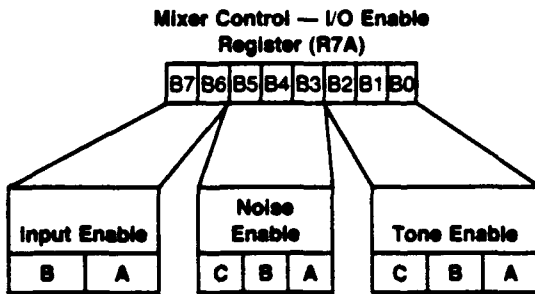 Mixer Control — I/O Enable
Register (R7A)
B7 B6 B5 B4 B3 B2 B1 B0
Input Enable
B A
Noise
Enable
C B A
Tone Enable
C B A